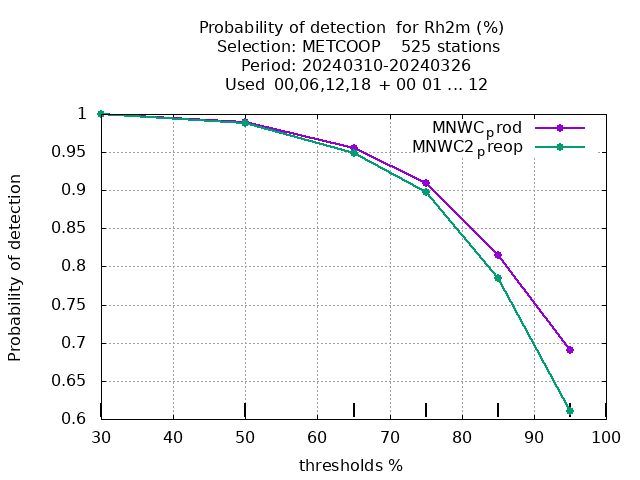 Probability of detection for Rh2m (%)
Selection: METCOOP 525 stations
Period: 20240310-20240326
Used 00,06,12,18 + 00 01 ... 12
MNWCprod
MNWC2preop
Probability of detection
1
0.95
0.9
0.85
0.8
0.75
0.7
0.65
0.6
30 40 50 60 70 80 90 100
thresholds %